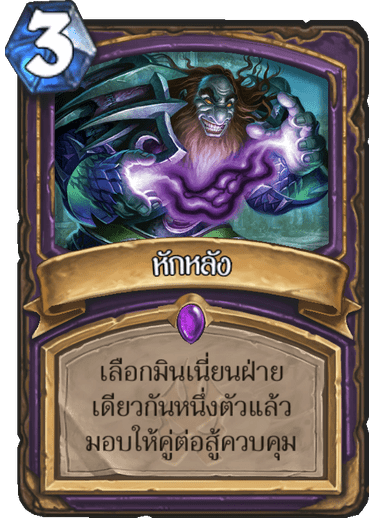 3
หักหลัง
เลือกมินเนี่ยนฝ่าย
เดียวกันหนึ่งตัวแล้ว
มอบให้คู่ต่อสู้ควบคุม